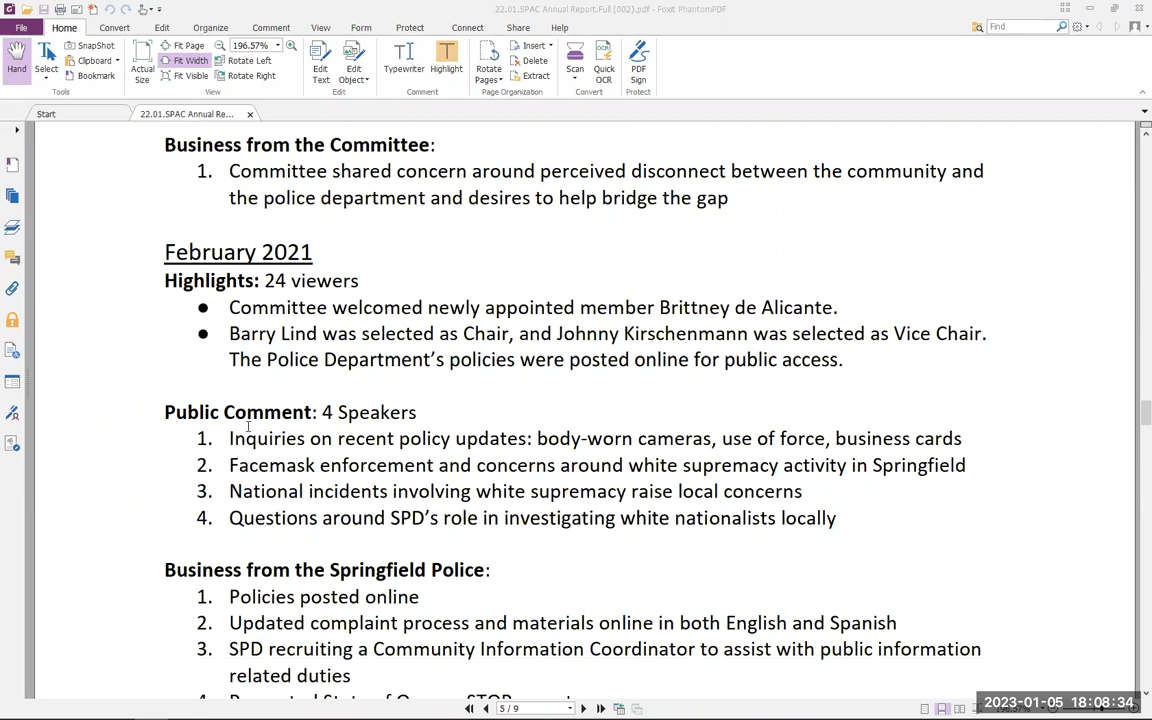 22.01.SPAC Annual Report.Full (002).pdf - Foxit PhantomPDF
File Home Convert Edit Organize Comment View Form Protect Connect Share Help Find
SnapShot Fit Page 196.57% Insert
Clipboard Fit Width Rotate Left Delete
Bookmark Fit Visible Rotate Right Extract
Hand Select Actual Size Edit Text Edit Object Typewriter Highlight Rotate Pages Scan Quick OCR PDF Sign
Tools View Edit Comment Page Organization Convert Protect
Start 22.01.SPAC Annual Re...
Business from the Committee:
1. Committee shared concern around perceived disconnect between the community and
the police department and desires to help bridge the gap
February 2021
Highlights: 24 viewers
● Committee welcomed newly appointed member Brittney de Alicante.
● Barry Lind was selected as Chair, and Johnny Kirschenmann was selected as Vice Chair.
The Police Department’s policies were posted online for public access.
Public Comment: 4 Speakers
1. Inquiries on recent policy updates: body-worn cameras, use of force, business cards
2. Facemask enforcement and concerns around white supremacy activity in Springfield
3. National incidents involving white supremacy raise local concerns
4. Questions around SPD’s role in investigating white nationalists locally
Business from the Springfield Police:
1. Policies posted online
2. Updated complaint process and materials online in both English and Spanish
3. SPD recruiting a Community Information Coordinator to assist with public information
related duties
5 / 9
2023-01-05 18:08:34